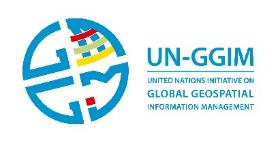 UN-GGIM
UNITED NATIONS INITIATIVE ON
GLOBAL GEOSPATIAL
INFORMATION MANAGEMENT